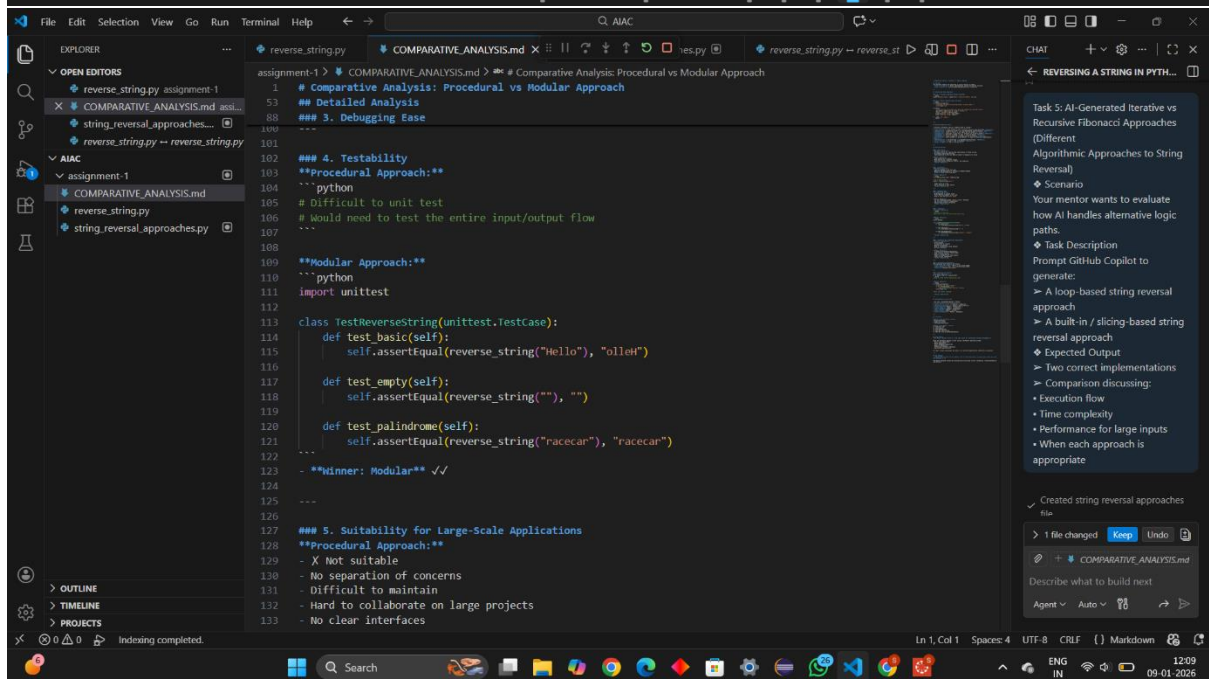 File Edit Selection View Go Run Terminal Help
AIAC
EXPLORER
OPEN EDITORS
reverse_string.py assignment-1
COMPARATIVE_ANALYSIS.md assi...
string_reversal_approaches....
reverse_string.py ↔ reverse_string.py
AIAC
assignment-1
COMPARATIVE_ANALYSIS.md
reverse_string.py
string_reversal_approaches.py
OUTLINE
TIMELINE
PROJECTS
reverse_string.py
COMPARATIVE_ANALYSIS.md
hes.py
reverse_string.py ↔ reverse_st
assignment-1 > COMPARATIVE_ANALYSIS.md > # Comparative Analysis: Procedural vs Modular Approach
1 # Comparative Analysis: Procedural vs Modular Approach
53 ## Detailed Analysis
88 ### 3. Debugging Ease
100 ---
101
102 ### 4. Testability
103 **Procedural Approach:**
104 ```python
105 # Difficult to unit test
106 # Would need to test the entire input/output flow
107 ```
108
109 **Modular Approach:**
110 ```python
111 import unittest
112
113 class TestReverseString(unittest.TestCase):
114 def test_basic(self):
115 self.assertEqual(reverse_string("Hello"), "olleH")
116
117 def test_empty(self):
118 self.assertEqual(reverse_string(""), "")
119
120 def test_palindrome(self):
121 self.assertEqual(reverse_string("racecar"), "racecar")
122 ```
123 - **Winner: Modular** ✓✓
124
125 ---
126
127 ### 5. Suitability for Large-Scale Applications
128 **Procedural Approach:**
129 - ✗ Not suitable
130 - No separation of concerns
131 - Difficult to maintain
132 - Hard to collaborate on large projects
133 - No clear interfaces
CHAT
REVERSING A STRING IN PYTH...
Task 5: AI-Generated Iterative vs
Recursive Fibonacci Approaches
(Different
Algorithmic Approaches to String
Reversal)
❖ Scenario
Your mentor wants to evaluate
how AI handles alternative logic
paths.
❖ Task Description
Prompt GitHub Copilot to
generate:
➢ A loop-based string reversal
approach
➢ A built-in / slicing-based string
reversal approach
❖ Expected Output
➢ Two correct implementations
➢ Comparison discussing:
• Execution flow
• Time complexity
• Performance for large inputs
• When each approach is
appropriate
Created string reversal approaches
file
1 file changed Keep Undo
COMPARATIVE_ANALYSIS.md
Describe what to build next
Agent Auto
0 0 Indexing completed.
Ln 1, Col 1 Spaces: 4 UTF-8 CRLF {} Markdown
6
Search
26
ENG
IN
12:09
09-01-2026